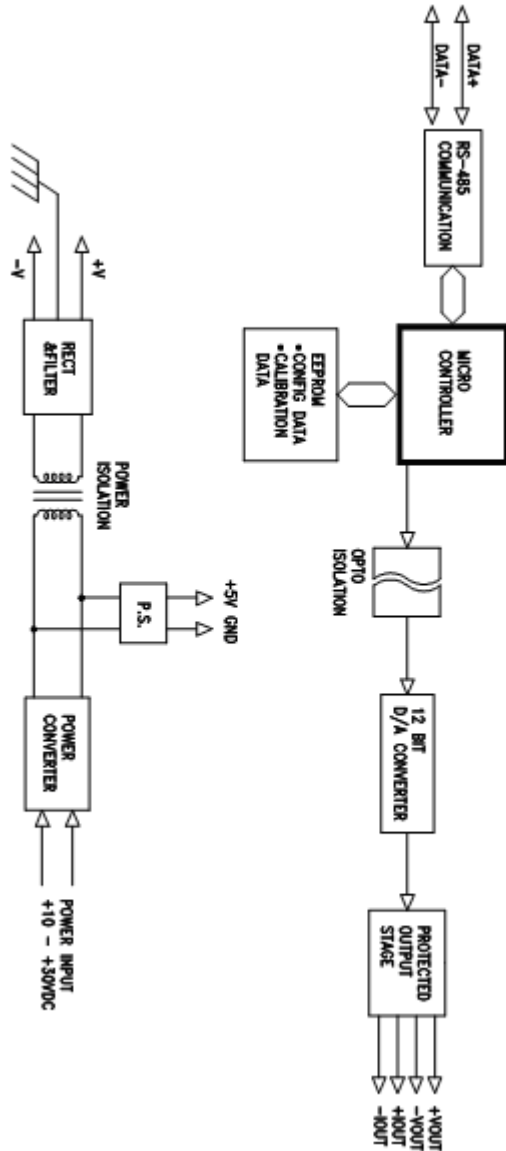 DATA+
DATA-
RS-485
COMMUNICATION
MICRO
CONTROLLER
EEPROM
•CONFIG DATA
•CALIBRATION
DATA
OPTO
ISOLATION
12 BIT
D/A CONVERTER
PROTECTED
OUTPUT
STAGE
+VOUT
-VOUT
+IOUT
-IOUT
+V
-V
RECT
&FILTER
POWER
ISOLATION
+5V GND
P.S.
POWER
CONVERTER
POWER INPUT
+10 - +30VDC